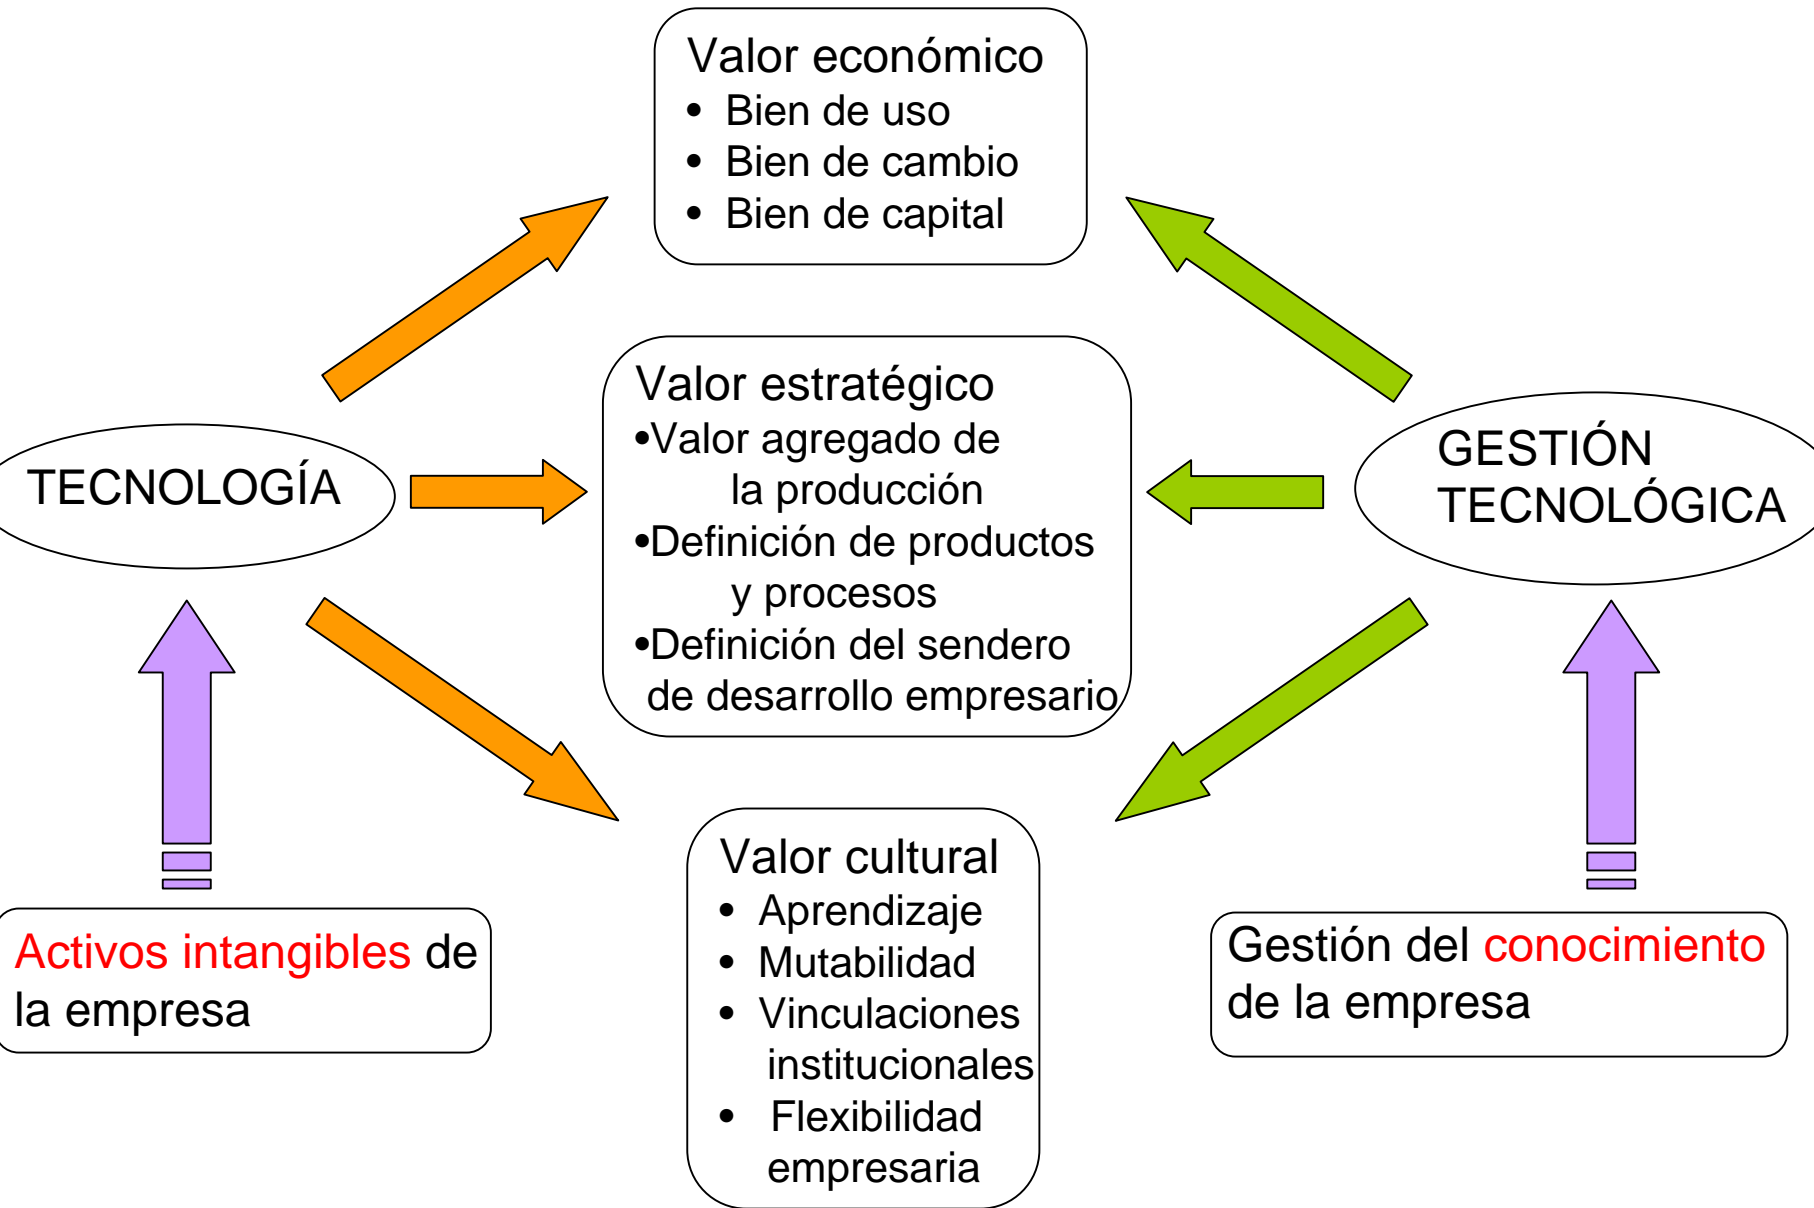 Valor económico
• Bien de uso
• Bien de cambio
• Bien de capital
TECNOLOGÍA
Valor estratégico
•Valor agregado de
la producción
•Definición de productos
y procesos
•Definición del sendero
de desarrollo empresario
GESTIÓN
TECNOLÓGICA
Activos intangibles de
la empresa
Valor cultural
• Aprendizaje
• Mutabilidad
• Vinculaciones
institucionales
• Flexibilidad
empresaria
Gestión del conocimiento
de la empresa